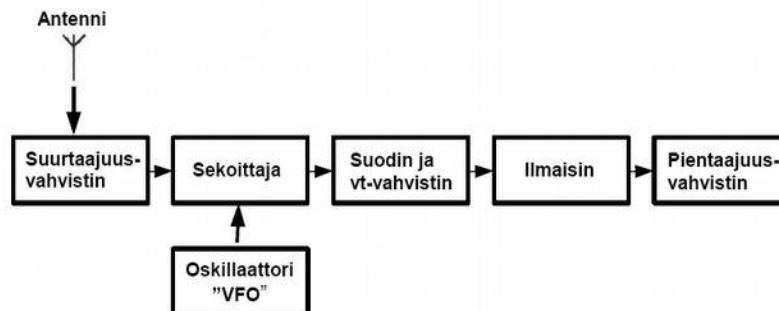 Antenni
Suurtaajuus-
vahvistin
Sekoittaja
Suodin ja
vt-vahvistin
Ilmaisin
Pientaajuus-
vahvistin
Oskillaattori
”VFO”